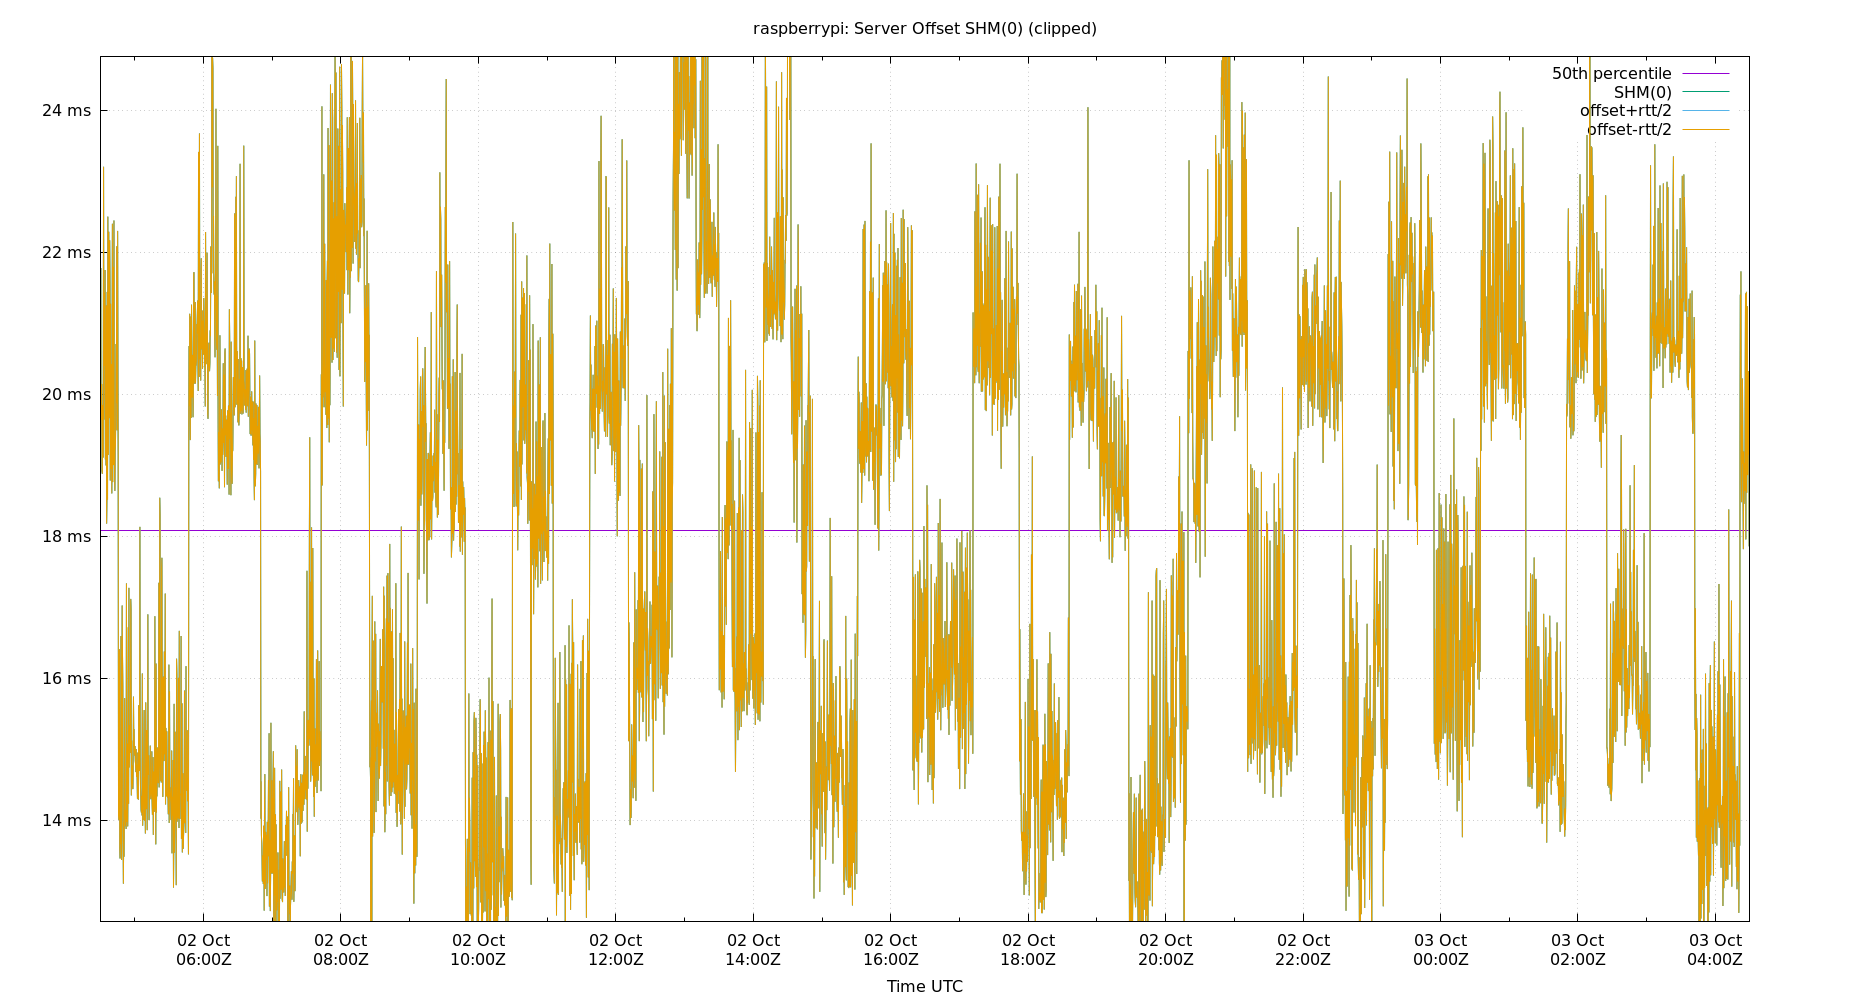 raspberrypi: Server Offset SHM(0) (clipped)
50th percentile
SHM(0)
offset+rtt/2
offset-rtt/2
24 ms
22 ms
20 ms
18 ms
16 ms
14 ms
02 Oct 02 Oct 02 Oct 02 Oct 02 Oct 02 Oct 02 Oct 02 Oct 02 Oct 03 Oct 03 Oct 03 Oct
06:00Z 08:00Z 10:00Z 12:00Z 14:00Z 16:00Z 18:00Z 20:00Z 22:00Z 00:00Z 02:00Z 04:00Z
Time UTC